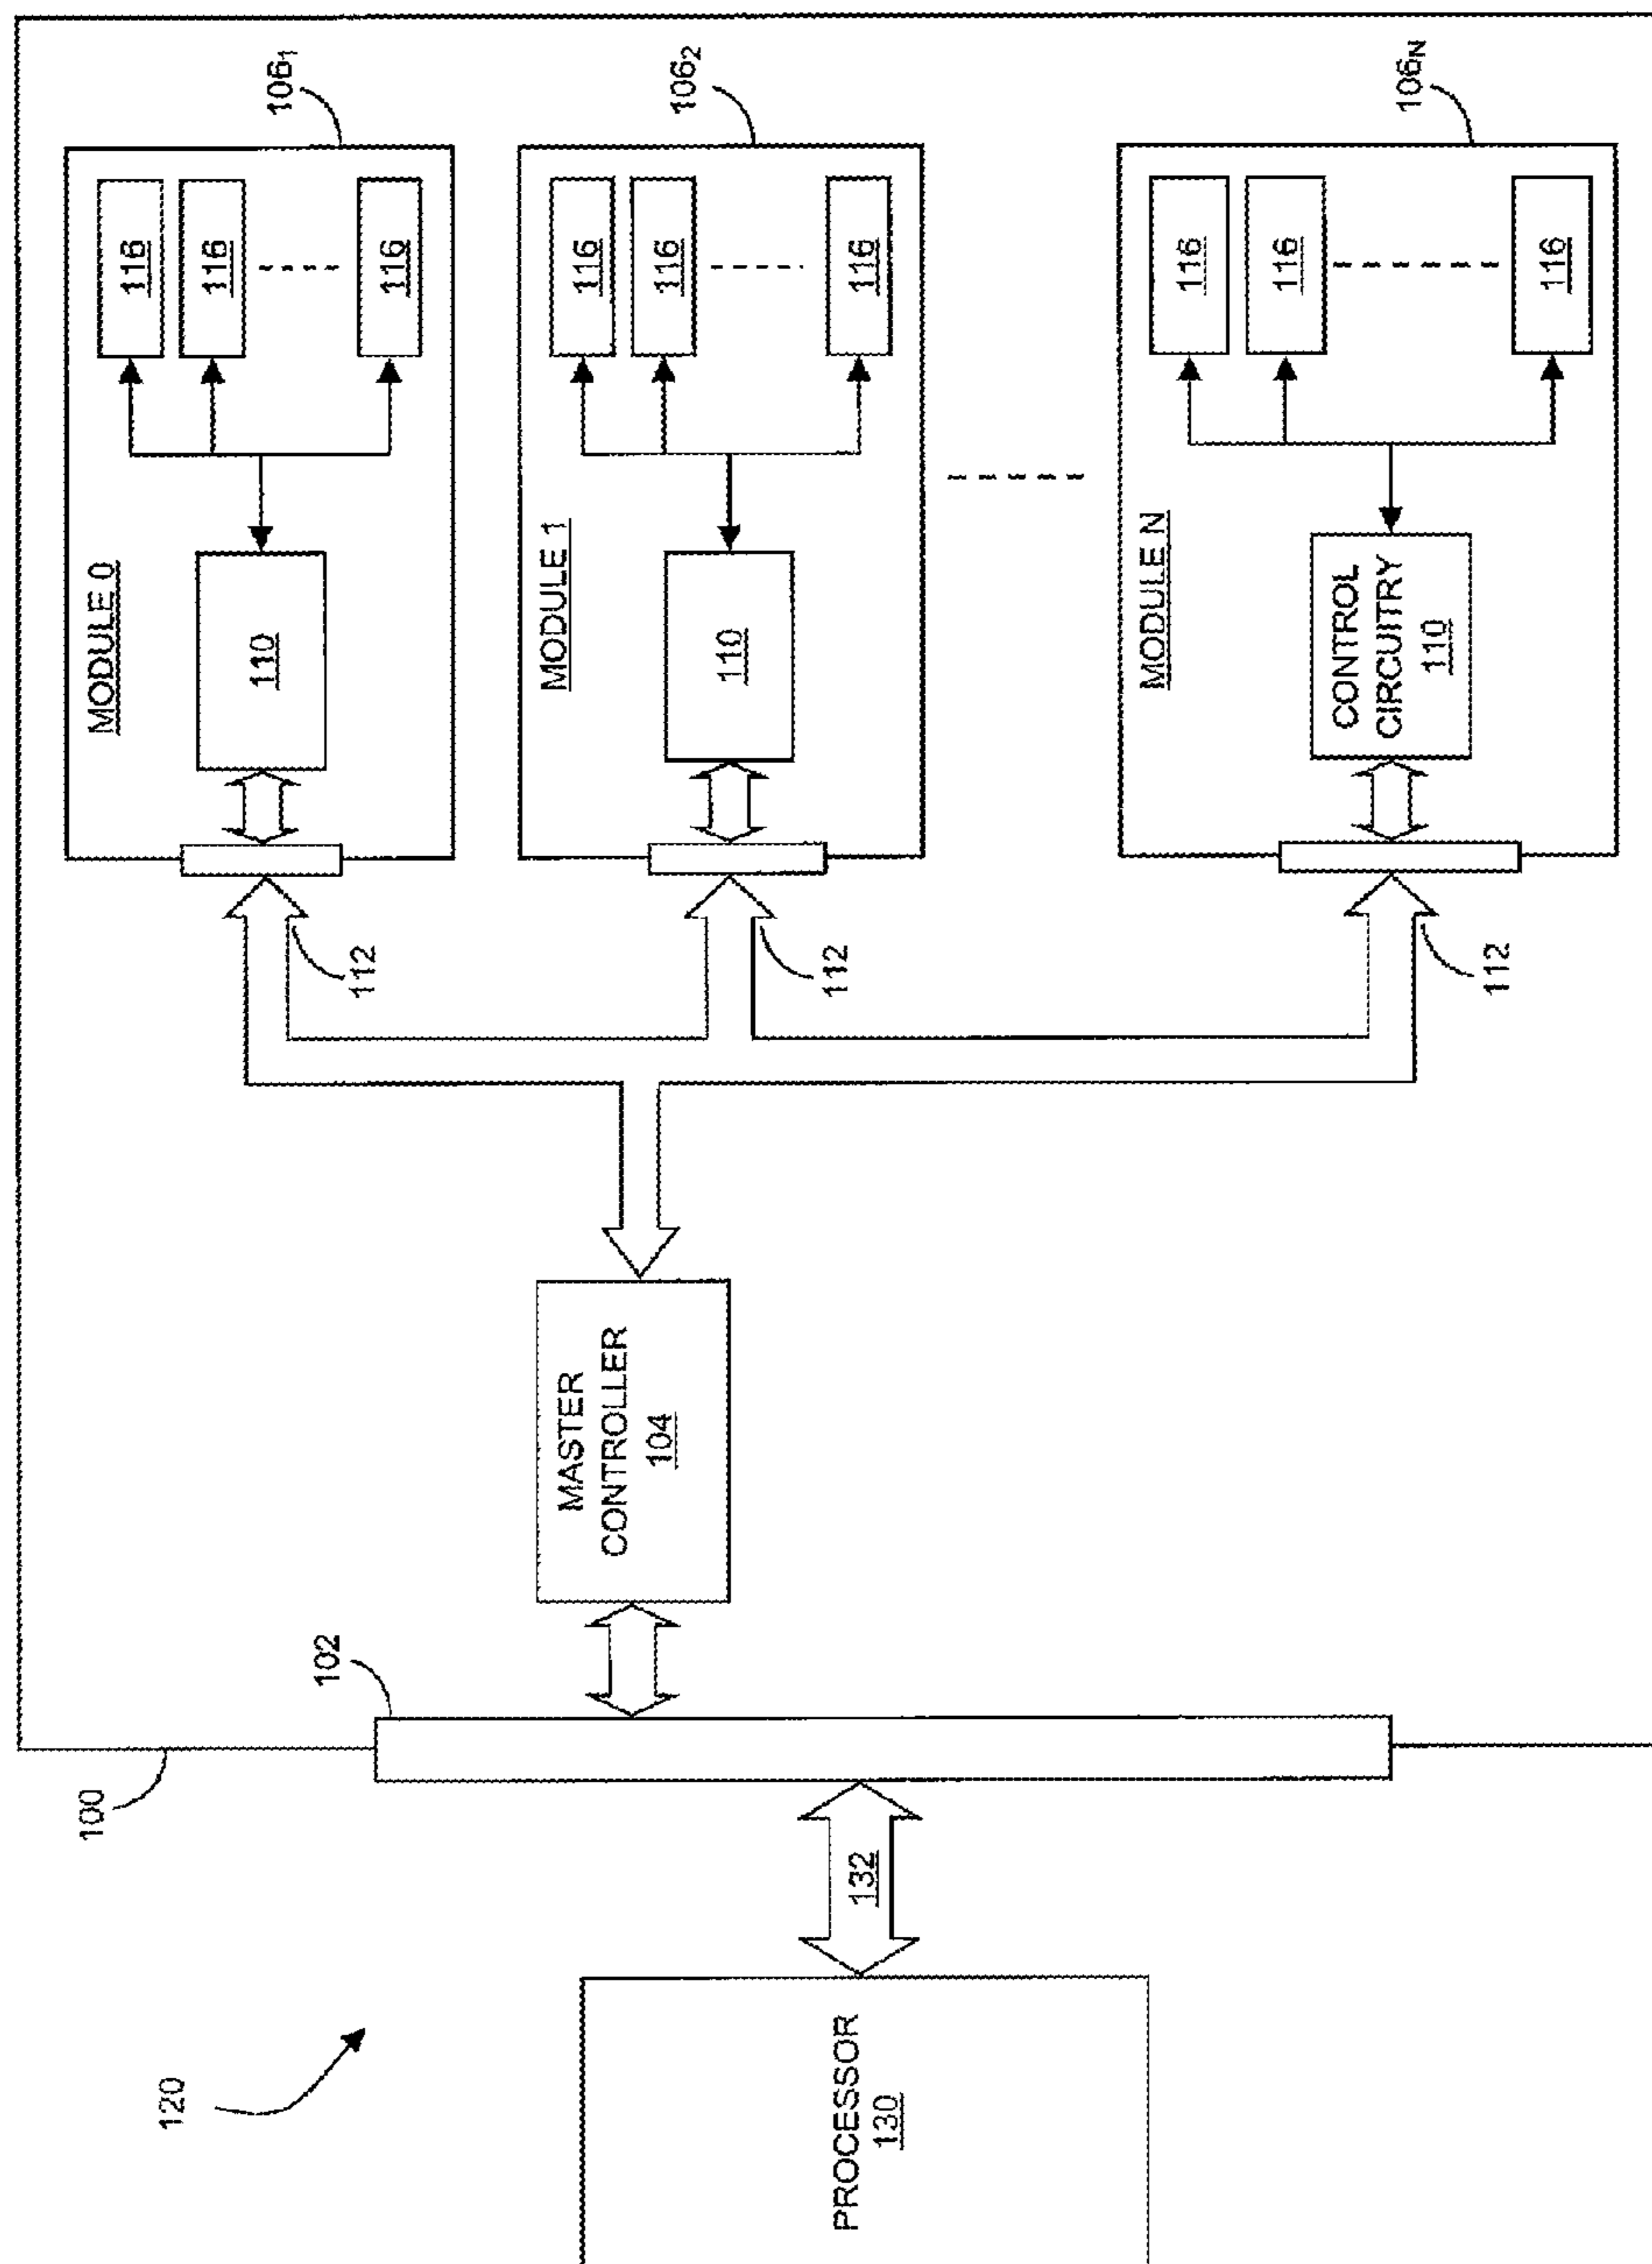 120
100
102
PROCESSOR
130
132
MASTER
CONTROLLER
104
112
112
112
MODULE 0
110
116
116
116
106₁
MODULE 1
110
116
116
116
106₂
MODULE N
CONTROL
CIRCUITRY
110
116
116
116
106N